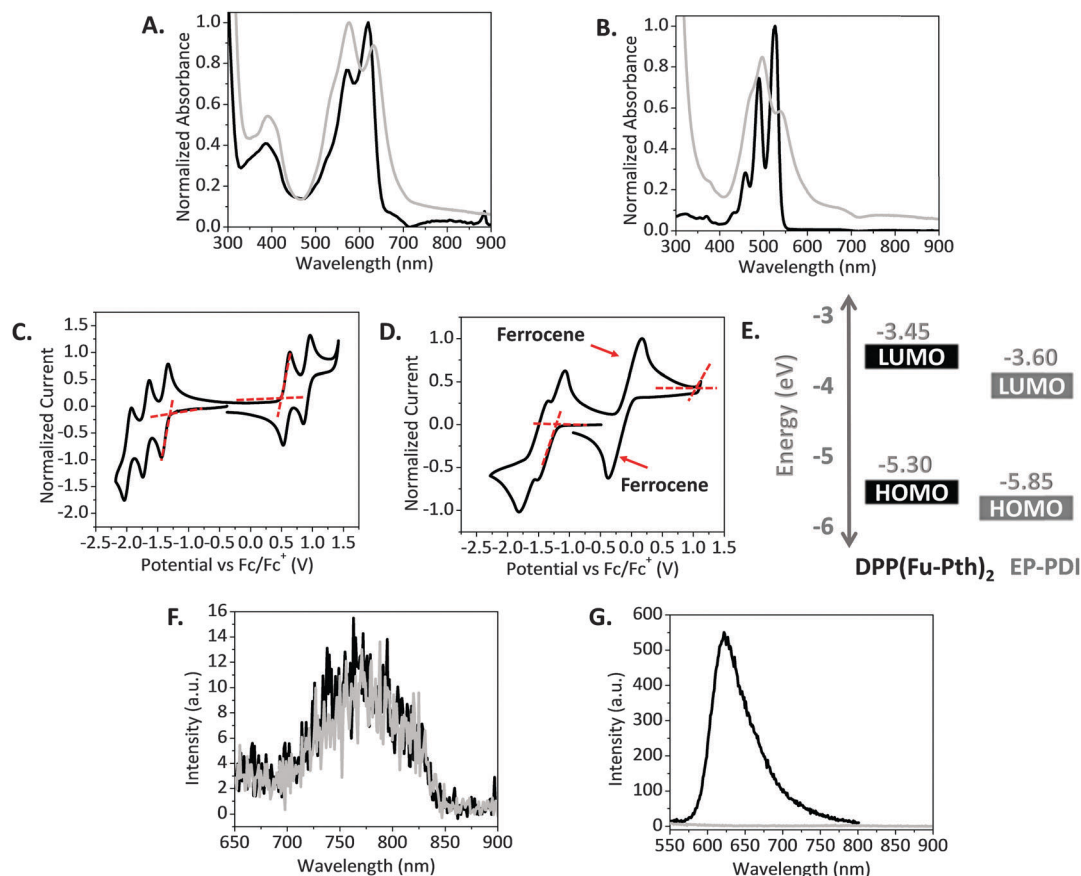 A.
Normalized Absorbance
1.0
0.8
0.6
0.4
0.2
0.0
300 400 500 600 700 800 900
Wavelength (nm)
B.
Normalized Absorbance
1.0
0.8
0.6
0.4
0.2
0.0
300 400 500 600 700 800 900
Wavelength (nm)
C.
Normalized Current
1.5
1.0
0.5
0.0
-0.5
-1.0
-1.5
-2.0
-2.5 -2.0 -1.5 -1.0 -0.5 0.0 0.5 1.0 1.5
Potential vs Fc/Fc+ (V)
D.
Normalized Current
1.0
0.5
0.0
0.5
1.0
Ferrocene
Ferrocene
-2.5 -2.0 -1.5 -1.0 -0.5 0.0 0.5 1.0 1.5
Potential vs Fc/Fc+ (V)
E.
Energy (eV)
-3
-4
-5
-6
-3.45
LUMO
-3.60
LUMO
-5.30
HOMO
-5.85
HOMO
DPP(Fu-Pth)2 EP-PDI
F.
Intensity (a.u.)
16
14
12
10
8
6
4
2
0
650 700 750 800 850 900
Wavelength (nm)
G.
Intensity (a.u.)
600
500
400
300
200
100
0
550 600 650 700 750 800 850 900
Wavelength (nm)